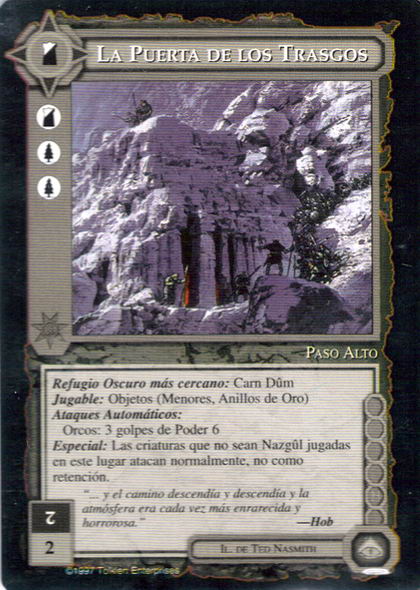 LA PUERTA DE LOS TRASGOS
PASO ALTO
Refugio Oscuro más cercano: Carn Dûm
Jugable: Objetos (Menores, Anillos de Oro)
Ataques Automáticos:
Orcos: 3 golpes de Poder 6
Especial: Las criaturas que no sean Nazgûl jugadas
en este lugar atacan normalmente, no como
retención.
"... y el camino descendía y descendía y la
atmósfera era cada vez más enrarecida y
horrorosa."
—Hob
2
2
IL. DE TED NASMITH
©1997 Tolkien Enterprises